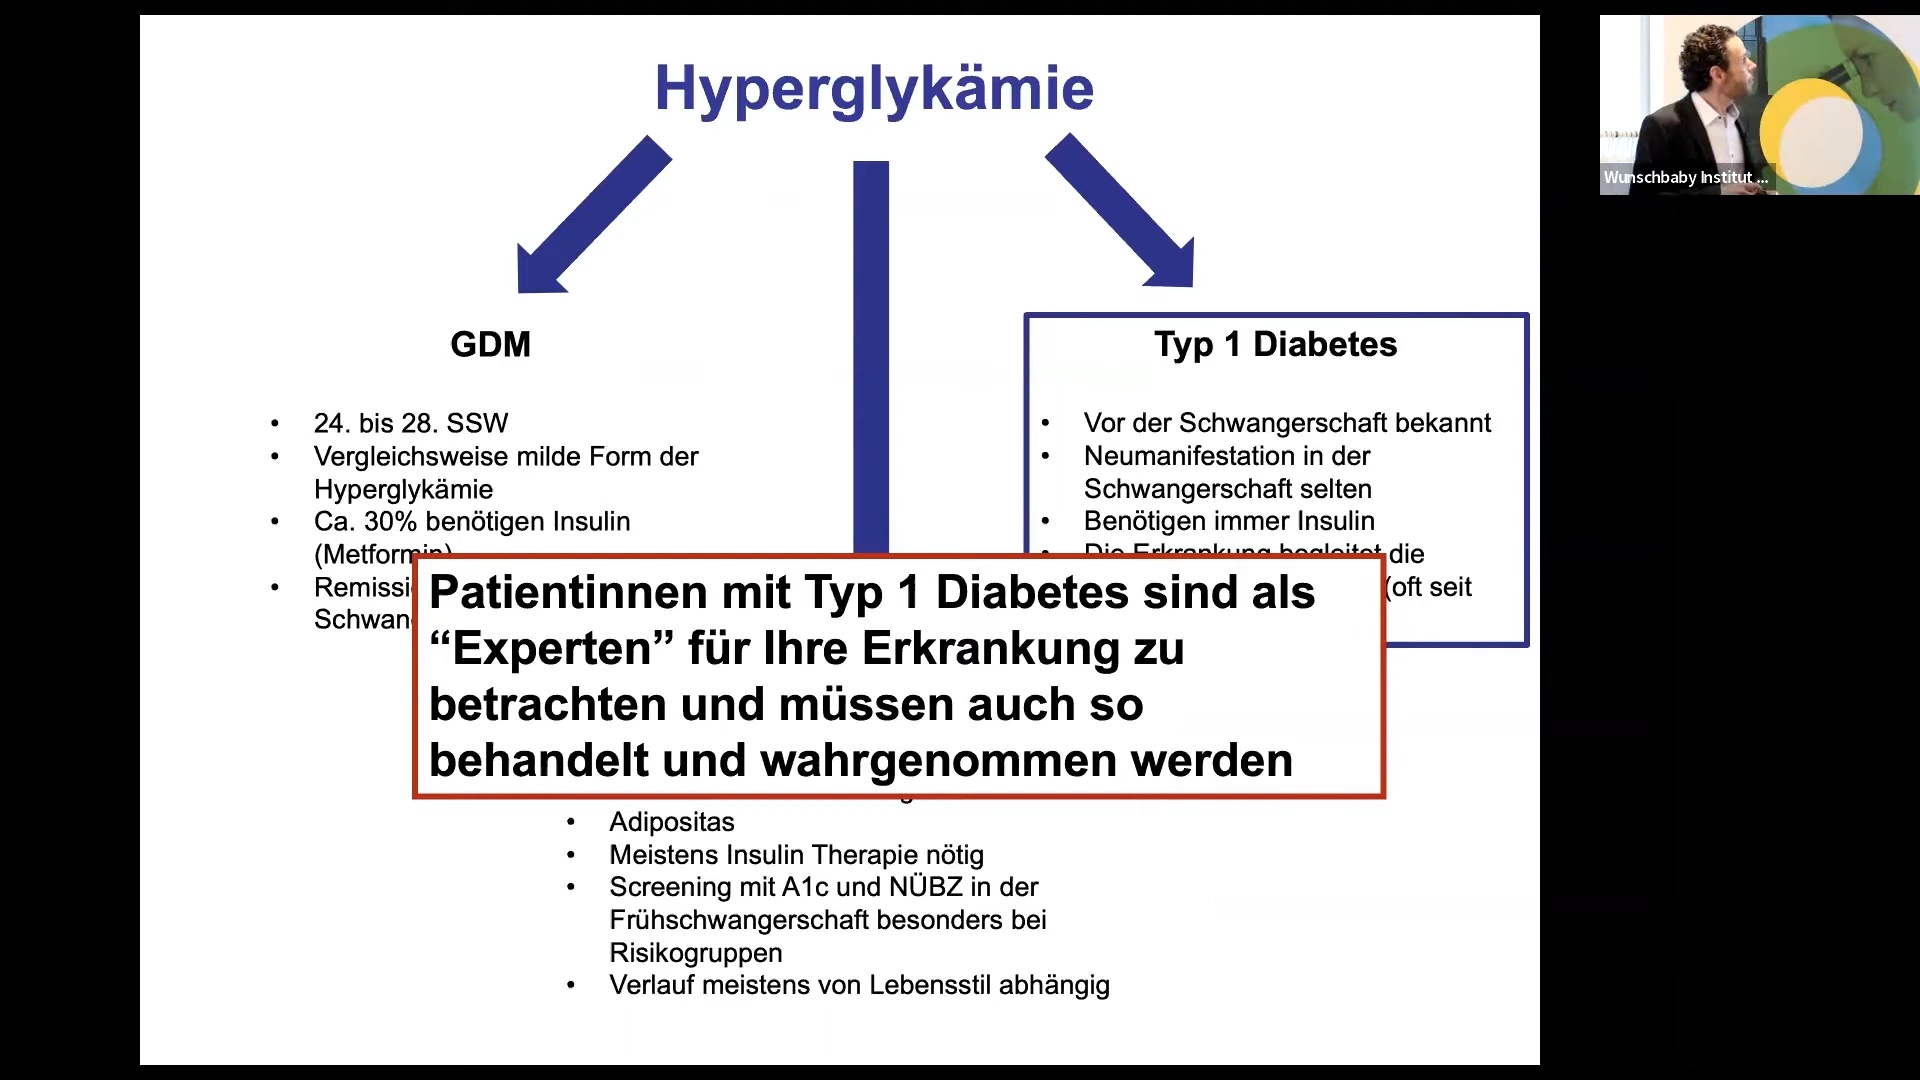 Hyperglykämie
GDM
24. bis 28. SSW
Vergleichsweise milde Form der
Hyperglykämie
Ca. 30% benötigen Insulin
(Metformin)
Remissi
Schwan
Typ 1 Diabetes
Vor der Schwangerschaft bekannt
Neumanifestation in der
Schwangerschaft selten
Benötigen immer Insulin
Die Erkrankung begleitet die
(oft seit
Patientinnen mit Typ 1 Diabetes sind als
“Experten” für Ihre Erkrankung zu
betrachten und müssen auch so
behandelt und wahrgenommen werden
Adipositas
Meistens Insulin Therapie nötig
Screening mit A1c und NÜBZ in der
Frühschwangerschaft besonders bei
Risikogruppen
Verlauf meistens von Lebensstil abhängig
Wunschbaby Institut ...